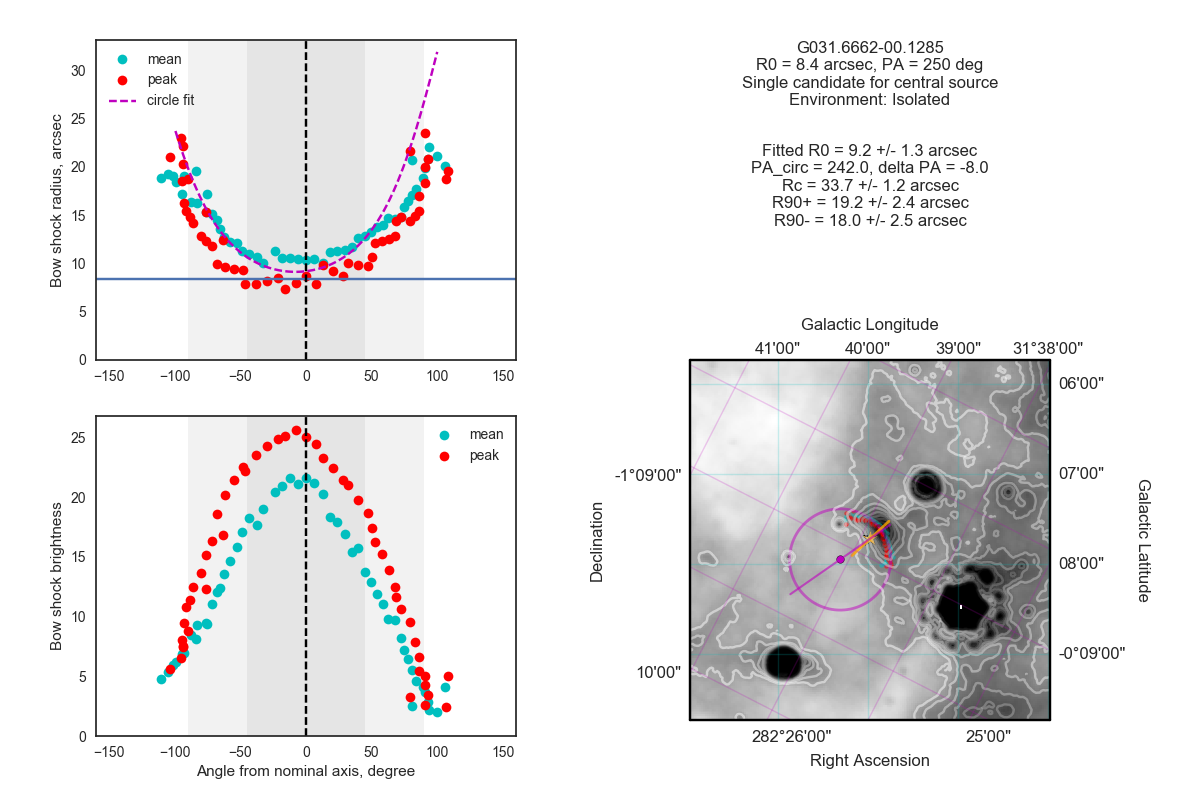 mean
peak
circle fit
Bow shock radius, arcsec
30
25
20
15
10
5
0
−150
−100
−50
0
50
100
150
mean
peak
Bow shock brightness
25
20
15
10
5
0
−150
−100
−50
0
50
100
150
Angle from nominal axis, degree
G031.6662-00.1285
R0 = 8.4 arcsec, PA = 250 deg
Single candidate for central source
Environment: Isolated
Fitted R0 = 9.2 +/- 1.3 arcsec
PA_circ = 242.0, delta PA = -8.0
Rc = 33.7 +/- 1.2 arcsec
R90+ = 19.2 +/- 2.4 arcsec
R90- = 18.0 +/- 2.5 arcsec
Galactic Longitude
41'00"
40'00"
39'00"
31°38'00"
06'00"
07'00"
08'00"
-0°09'00"
Galactic Latitude
-1°09'00"
10'00"
Declination
282°26'00"
25'00"
Right Ascension